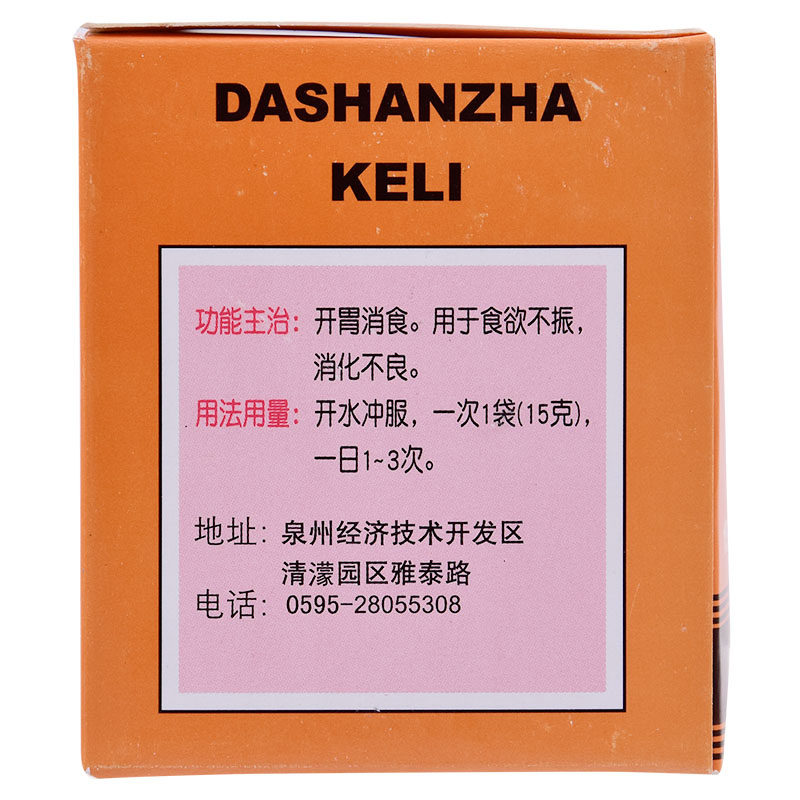 DASHANZHA
KELI
功能主治：开胃消食。用于食欲不振，
消化不良。
用法用量：开水冲服，一次1袋(15克)，
一日1~3次。
地址：泉州经济技术开发区
清濛园区雅泰路
电话：0595-28055308